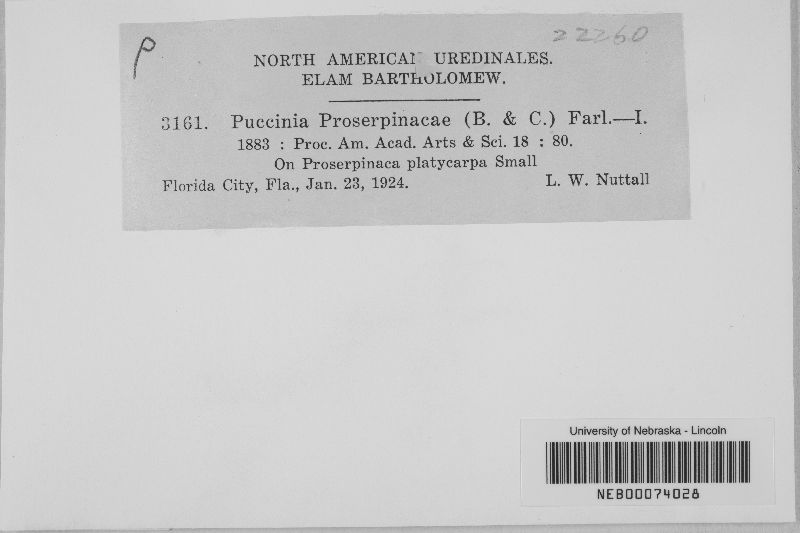 22260
P
NORTH AMERICAN UREDINALES.
ELAM BARTHOLOMEW.
3161. Puccinia Proserpinacae (B. & C.) Farl.—I.
1883 : Proc. Am. Acad. Arts & Sci. 18 : 80.
On Proserpinaca platycarpa Small
Florida City, Fla., Jan. 23, 1924. L. W. Nuttall
University of Nebraska - Lincoln
NEB00074028